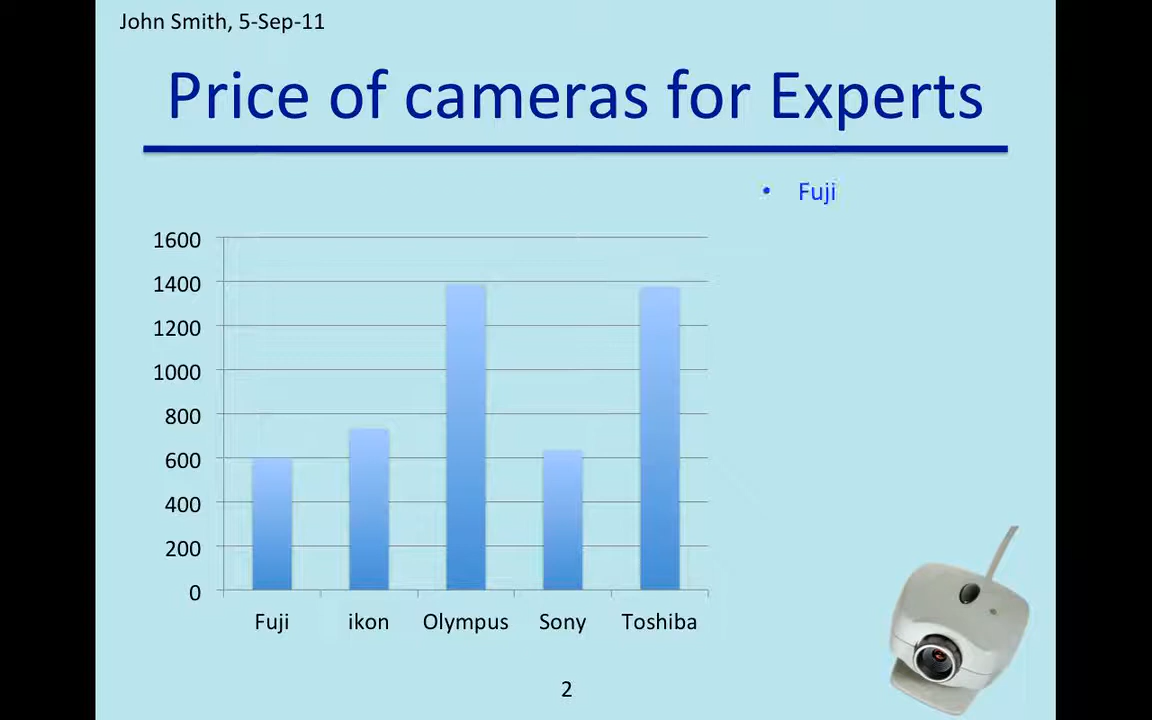 John Smith, 5-Sep-11
Price of cameras for Experts
• Fuji
1600
1400
1200
1000
800
600
400
200
0
Fuji ikon Olympus Sony Toshiba
2